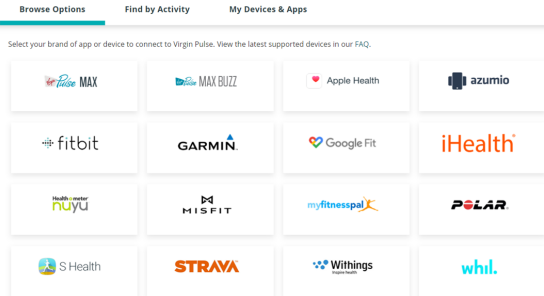 Browse Options Find by Activity My Devices & Apps
Select your brand of app or device to connect to Virgin Pulse. View the latest supported devices in our FAQ.
Pulse MAX Pulse MAX BUZZ Apple Health azumio
fitbit GARMIN. Google Fit iHealth
Health o meter
nuyu MISFIT myfitnesspal POLAR.
S Health STRAVA Withings whil.
Inspire health